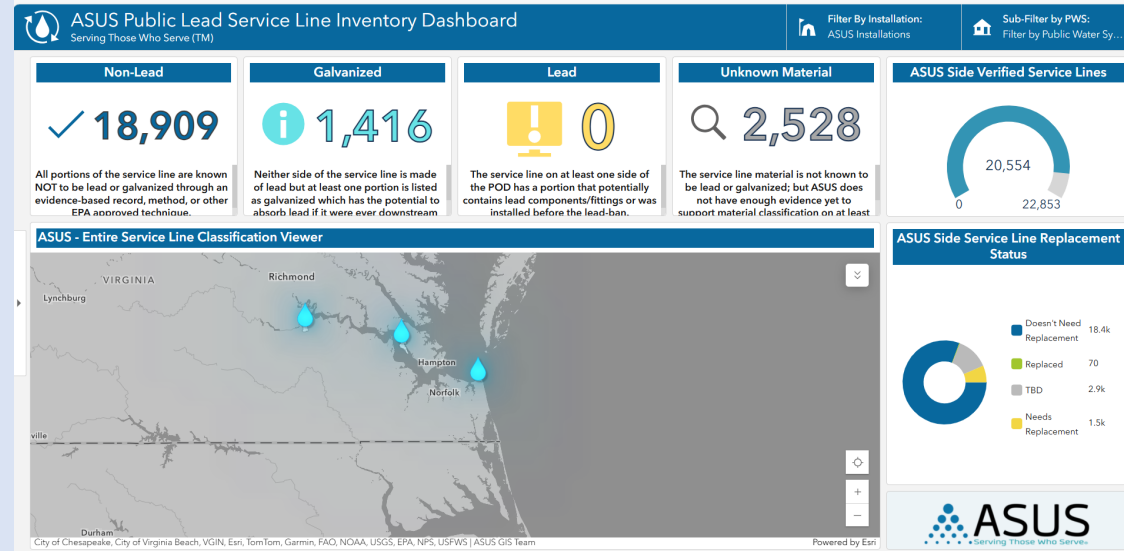 ASUS Public Lead Service Line Inventory Dashboard
Serving Those Who Serve (TM)
Filter By Installation:
ASUS Installations
Sub-Filter by PWS:
Filter by Public Water Sy...
Non-Lead
18,909
All portions of the service line are known
NOT to be lead or galvanized through an
evidence-based record, method, or other
EPA approved technique.
Galvanized
1,416
Neither side of the service line is made
of lead but at least one portion is listed
as galvanized which has the potential to
absorb lead if it were ever downstream
Lead
0
The service line on at least one side of
the POD has a portion that potentially
contains lead components/fittings or was
installed before the lead-ban.
Unknown Material
2,528
The service line material is not known to
be lead or galvanized; but ASUS does
not have enough evidence yet to
support material classification on at least
ASUS Side Verified Service Lines
20,554
0
22,853
ASUS - Entire Service Line Classification Viewer
VIRGINIA
Richmond
Lynchburg
Hampton
Norfolk
ville
Durham
City of Chesapeake, City of Virginia Beach, VGIN, Esri, TomTom, Garmin, FAO, NOAA, USGS, EPA, NPS, USFWS | ASUS GIS Team
Powered by Esri
ASUS Side Service Line Replacement
Status
Doesn't Need
Replacement
18.4k
Replaced
70
TBD
2.9k
Needs
Replacement
1.5k
ASUS
Serving Those Who Serve